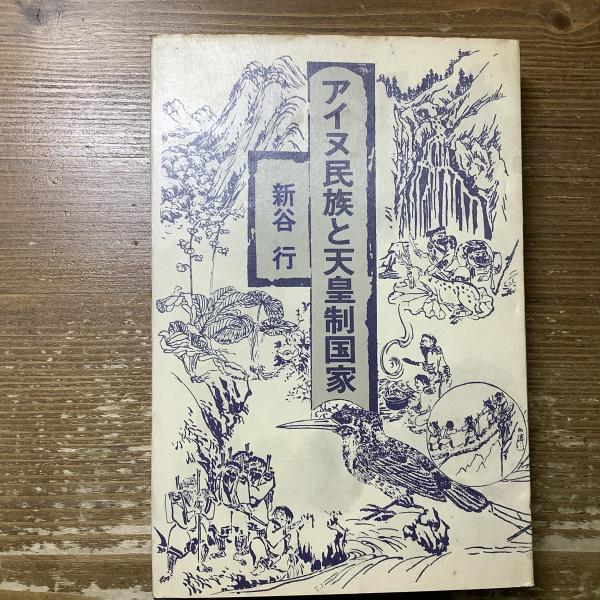 アイヌ民族と天皇制国家
新谷 行